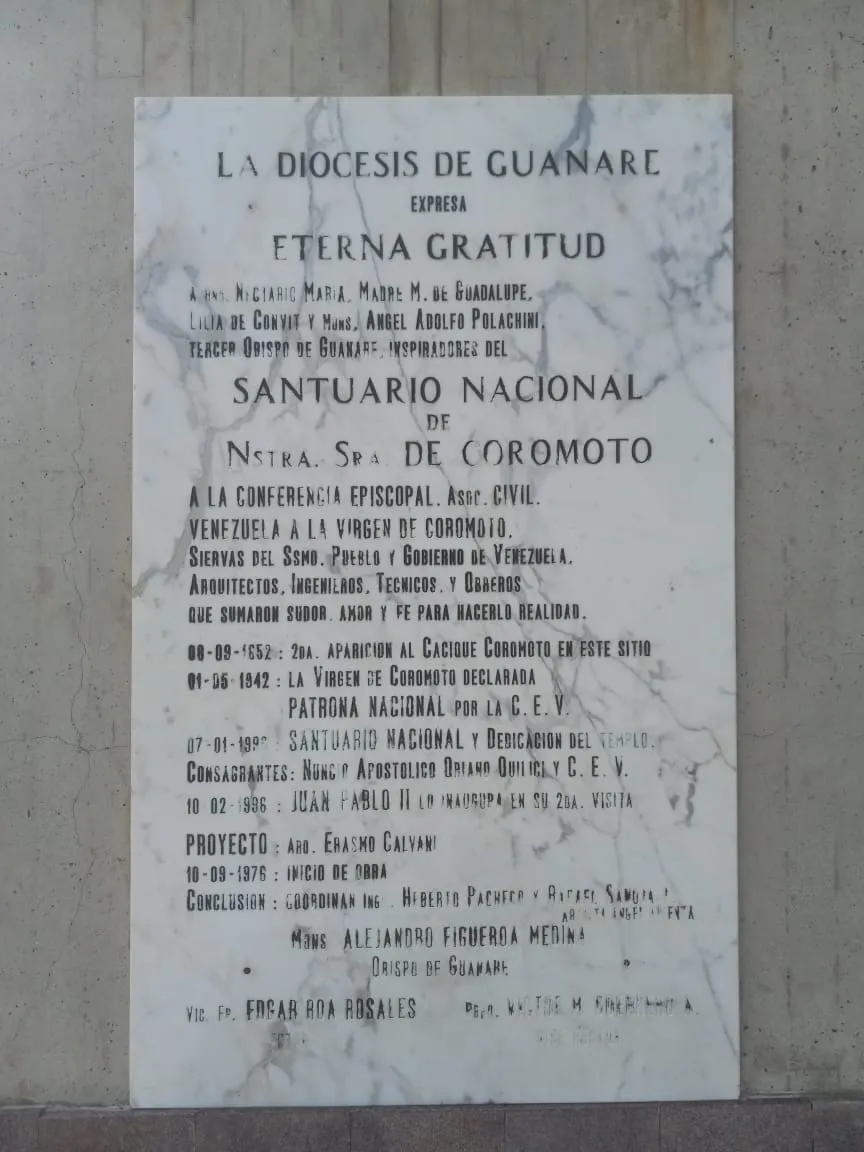 LA DIOCESIS DE GUANARE
EXPRESA
ETERNA GRATITUD
A HNO. NECTARIO MARIA, MADRE M. DE GUADALUPE,
LILIA DE CONVIT Y MONS. ANGEL ADOLFO POLACHINI,
TERCER OBISPO DE GUANARE, INSPIRADORES DEL
SANTUARIO NACIONAL
DE
NSTRA. SRA. DE COROMOTO
A LA CONFERENCIA EPISCOPAL. ASOC. CIVIL.
VENEZUELA A LA VIRGEN DE COROMOTO.
SIERVAS DEL SSMO. PUEBLO Y GOBIERNO DE VENEZUELA.
ARQUITECTOS, INGENIEROS, TECNICOS, Y OBREROS
QUE SUMARON SUDOR, AMOR Y FE PARA HACERLO REALIDAD.
08-09-1652 : 2DA. APARICION AL CACIQUE COROMOTO EN ESTE SITIO
01-05-1942 : LA VIRGEN DE COROMOTO DECLARADA
PATRONA NACIONAL POR LA C. E. V.
SANTUARIO NACIONAL Y DEDICACION DEL TEMPLO.
CONSAGRANTES: NUNCIO APOSTOLICO ORIANO QUILICI Y C. E. V.
10-02-1996 : JUAN PABLO II LO INAUGURA EN SU 2DA. VISITA
PROYECTO : ARQ. ERASMO CALVANI
10-09-1976 : INICIO DE OBRA
CONCLUSION : COORDINAN ING. HEBERTO PACHECO Y RAFAEL
MONS ALEJANDRO FIGUEROA MEDINA
OBISPO DE GUANARE
VIC. EP. EDGAR ROA ROSALES
PBRO. VICTOR M.